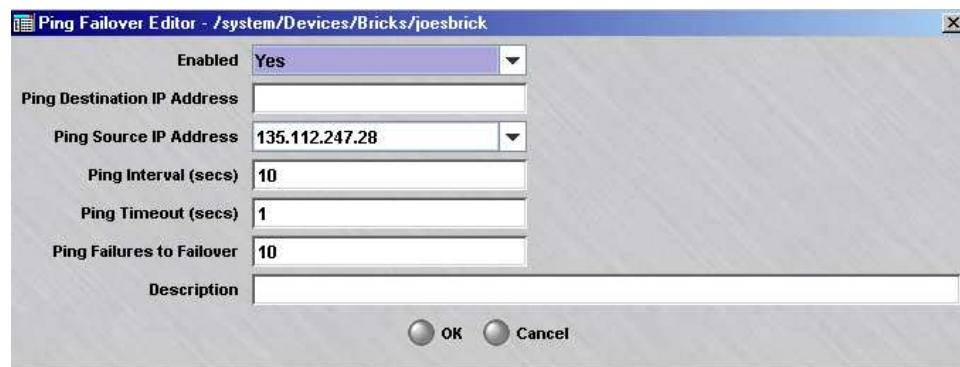 Ping Failover Editor - /system/Devices/Bricks/joesbrick
Enabled Yes
Ping Destination IP Address
Ping Source IP Address 135.112.247.28
Ping Interval (secs) 10
Ping Timeout (secs) 1
Ping Failures to Failover 10
Description
OK Cancel